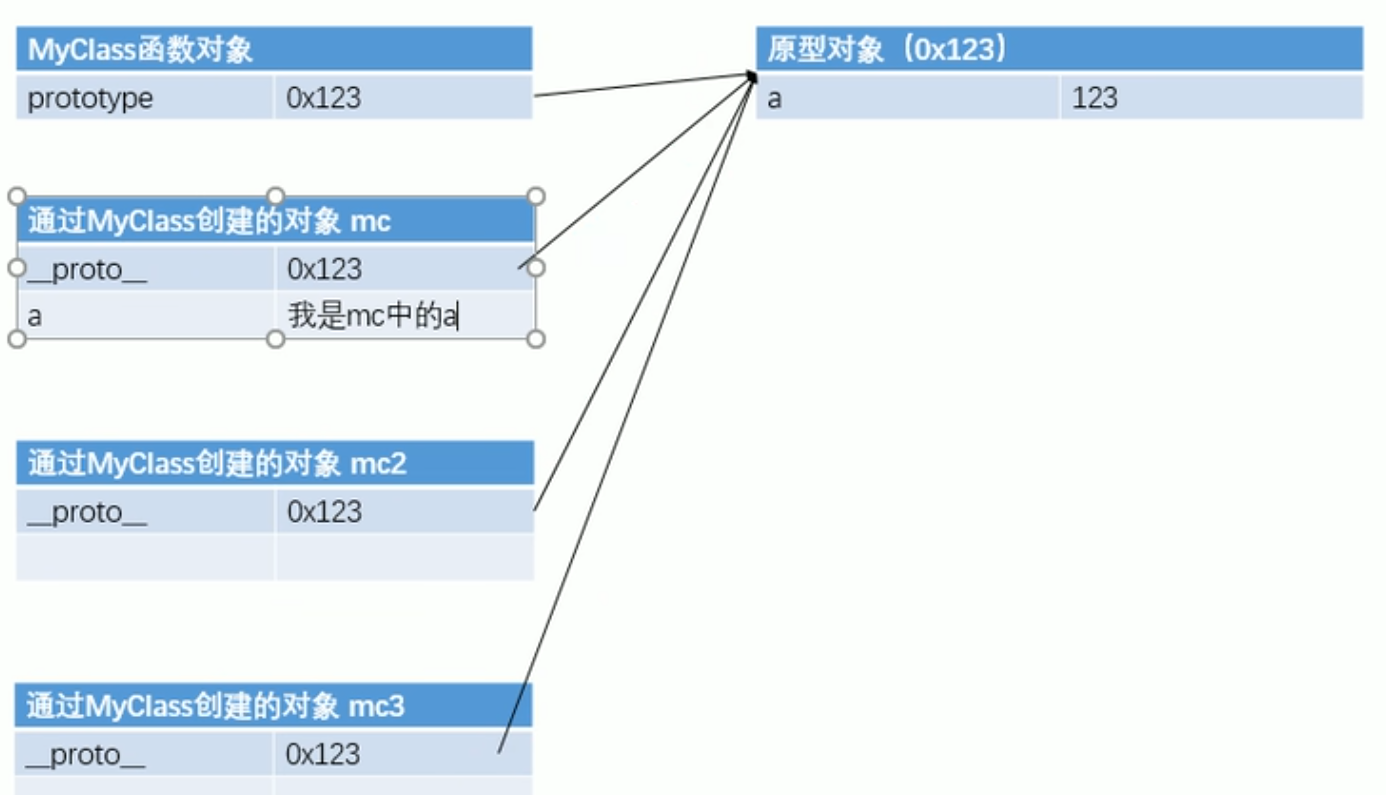 MyClass函数对象
prototype 0x123
原型对象（0x123）
a 123
通过MyClass创建的对象 mc
__proto__ 0x123
a 我是mc中的a
通过MyClass创建的对象 mc2
__proto__ 0x123
通过MyClass创建的对象 mc3
__proto__ 0x123